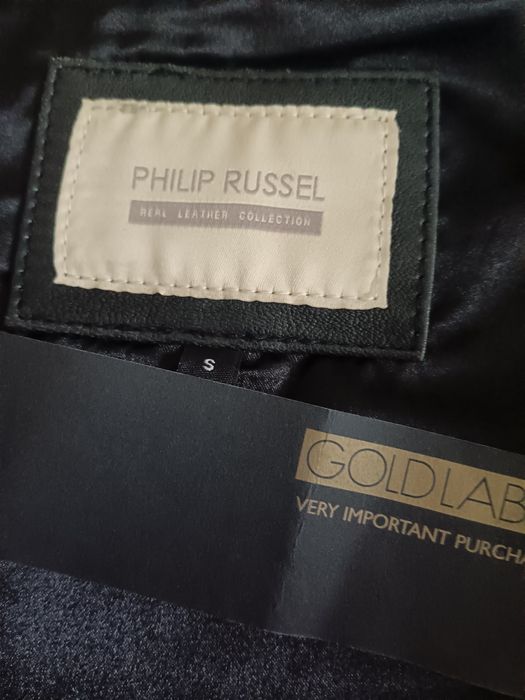 PHILIP RUSSEL
REAL LEATHER COLLECTION
S
GOLDLAB
VERY IMPORTANT PURCHA